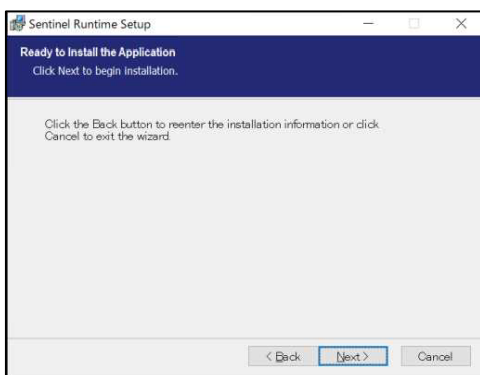 Sentinel Runtime Setup
Ready to Install the Application
Click Next to begin installation.
Click the Back button to reenter the installation information or click
Cancel to exit the wizard.
< Back Next > Cancel